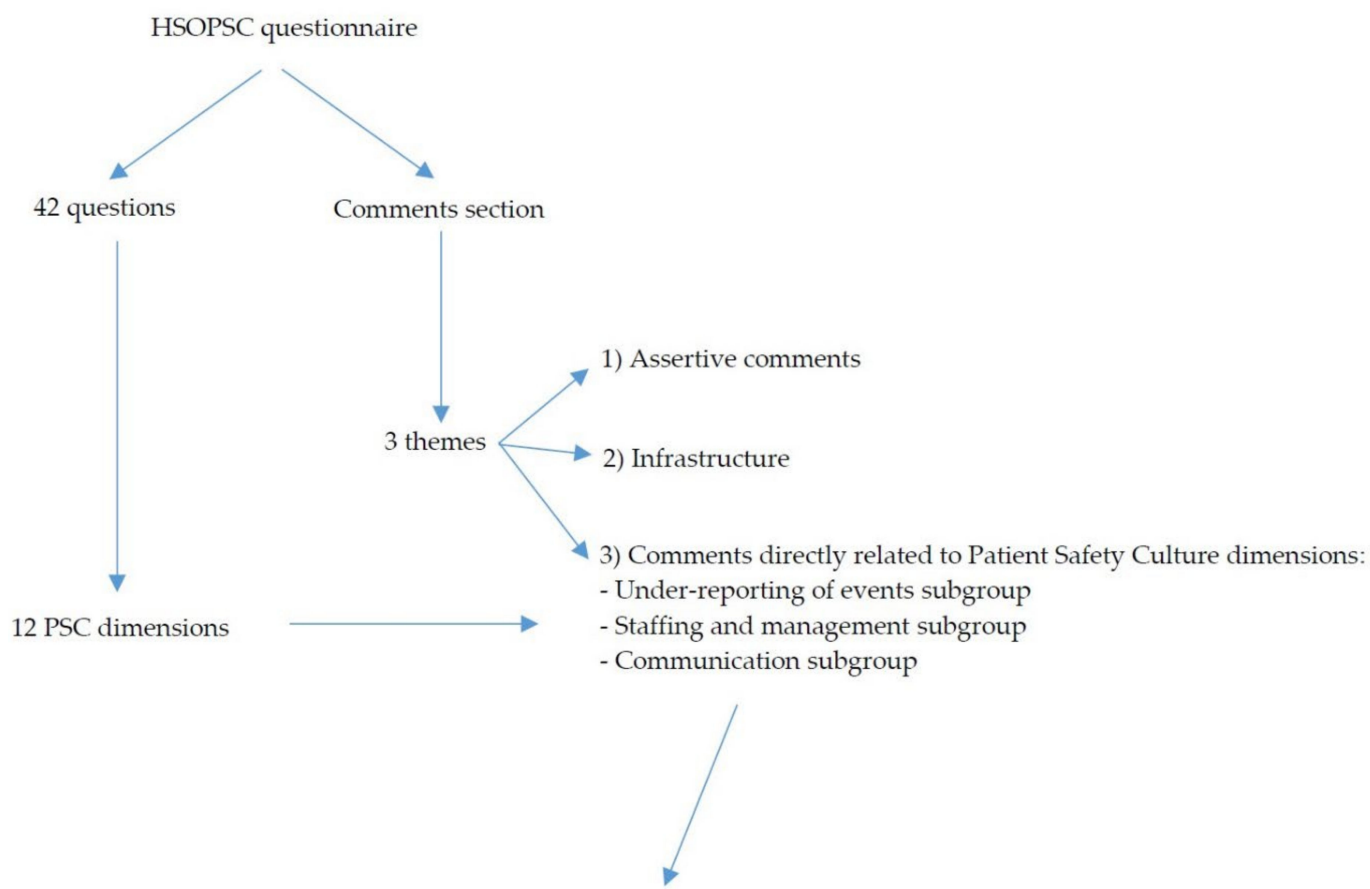 HSOPSC questionnaire
42 questions
Comments section
1) Assertive comments
3 themes
2) Infrastructure
3) Comments directly related to Patient Safety Culture dimensions:
- Under-reporting of events subgroup
12 PSC dimensions
- Staffing and management subgroup
- Communication subgroup